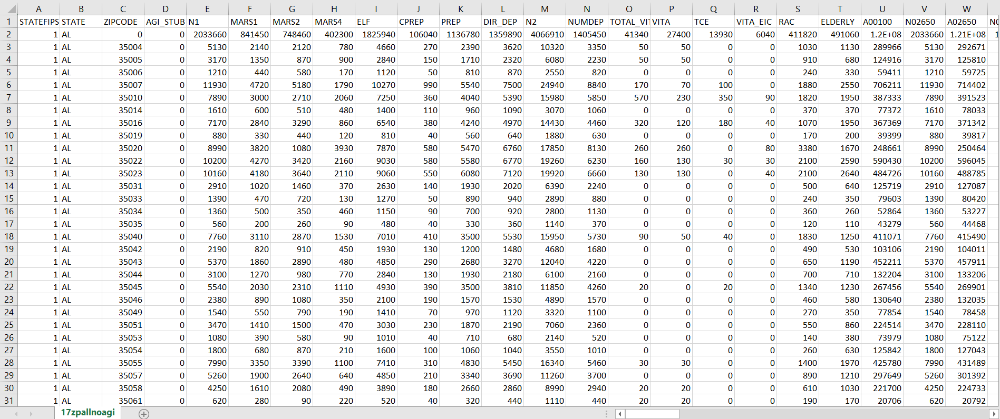 A B C D E F G H I J K L M N O P Q R S T U V W
1 STATEFIPS STATE ZIPCODE AGI_STUB N1 MARS1 MARS2 MARS4 ELF CPREP PREP DIR_DEP N2 NUMDEP TOTAL_VIT VITA TCE VITA_EIC RAC ELDERLY A00100 N02650 A02650 N0
2 1 AL 0 0 2033660 841450 748460 402300 1825940 106040 1136780 1359890 4066910 1405450 41340 27400 13930 6040 411820 491060 1.2E+08 2033660 1.21E+08 1
3 1 AL 35004 0 5130 2140 2120 780 4660 270 2390 3620 10320 3350 50 50 0 0 1030 1130 289966 5130 292671
4 1 AL 35005 0 3170 1350 870 900 2840 150 1710 2320 6080 2230 50 50 0 0 910 680 124916 3170 125810
5 1 AL 35006 0 1210 440 580 170 1120 50 810 870 2550 820 0 0 0 0 240 330 59411 1210 59725
6 1 AL 35007 0 11930 4720 5180 1790 10270 990 5540 7500 24940 8840 170 70 100 0 1880 2550 706211 11930 714402
7 1 AL 35010 0 7890 3000 2710 2060 7250 360 4040 5390 15980 5850 570 230 350 90 1820 1950 387333 7890 391523
8 1 AL 35014 0 1610 600 510 480 1400 110 960 1090 3070 1060 0 0 0 0 370 370 77372 1610 78033
9 1 AL 35016 0 7170 2840 3290 860 6540 380 4240 4970 14430 4460 320 120 180 40 1070 1950 367369 7170 371342
10 1 AL 35019 0 880 330 440 120 810 40 560 640 1880 630 0 0 0 0 170 200 39399 880 39817
11 1 AL 35020 0 8990 3820 1080 3930 7870 580 5470 6760 17850 8130 260 260 0 80 3380 1670 248661 8990 250464
12 1 AL 35022 0 10200 4270 3420 2160 9030 580 5580 6770 19260 6230 160 130 30 30 2100 2590 590430 10200 596045
13 1 AL 35023 0 10160 4180 3640 2110 9060 550 6080 7120 19920 6660 130 130 0 40 2100 2640 484726 10160 488785
14 1 AL 35031 0 2910 1020 1460 370 2630 140 1930 2020 6390 2240 0 0 0 0 500 640 125719 2910 127087
15 1 AL 35033 0 1390 470 720 130 1270 50 890 940 2890 880 0 0 0 0 240 350 79603 1390 80420
16 1 AL 35034 0 1360 500 350 460 1150 90 700 920 2800 1130 0 0 0 0 360 260 52864 1360 53227
17 1 AL 35035 0 560 200 260 90 480 40 330 360 1140 370 0 0 0 0 120 110 43279 560 44468
18 1 AL 35040 0 7760 3110 2870 1530 7010 410 3500 5530 15950 5730 90 50 40 0 1830 1250 411071 7760 415490
19 1 AL 35042 0 2190 820 910 450 1930 130 1200 1480 4680 1680 0 0 0 0 490 530 103106 2190 104011
20 1 AL 35043 0 5370 1860 2890 480 4850 290 2680 3270 12040 4220 0 0 0 0 650 1190 452211 5370 457911
21 1 AL 35044 0 3100 1270 980 770 2840 130 1930 2180 6100 2160 0 0 0 0 700 710 132204 3100 133206
22 1 AL 35045 0 5540 2030 2310 1110 4930 390 3500 3810 11850 4260 20 0 20 0 1340 1230 267456 5540 269901
23 1 AL 35046 0 2380 890 1080 350 2100 190 1570 1530 4890 1570 0 0 0 0 460 580 130640 2380 132035
24 1 AL 35049 0 1540 550 790 190 1410 70 970 1120 3320 1100 0 0 0 0 270 350 77854 1540 78458
25 1 AL 35051 0 3470 1410 1500 470 3030 230 1870 2190 7060 2360 0 0 0 0 550 860 224514 3470 228110
26 1 AL 35053 0 1080 390 580 90 1010 40 710 680 2140 520 0 0 0 0 140 380 73979 1080 75122
27 1 AL 35054 0 1800 680 870 210 1600 100 1060 1040 3550 1010 0 0 0 0 260 630 125842 1800 127043
28 1 AL 35055 0 7990 3350 3390 1100 7410 310 4830 5450 16340 5460 30 30 0 0 1400 1970 425780 7990 431489
29 1 AL 35057 0 5260 1900 2640 640 4850 210 3340 3690 11260 3700 0 0 0 0 890 1210 297649 5260 301392
30 1 AL 35058 0 4250 1610 2080 490 3890 180 2660 2860 8990 2940 20 20 0 0 610 1030 221700 4250 224733
31 1 AL 35061 0 620 280 90 220 520 40 320 440 1110 440 20 20 0 0 190 170 20706 620 20792
17zpallnoagi